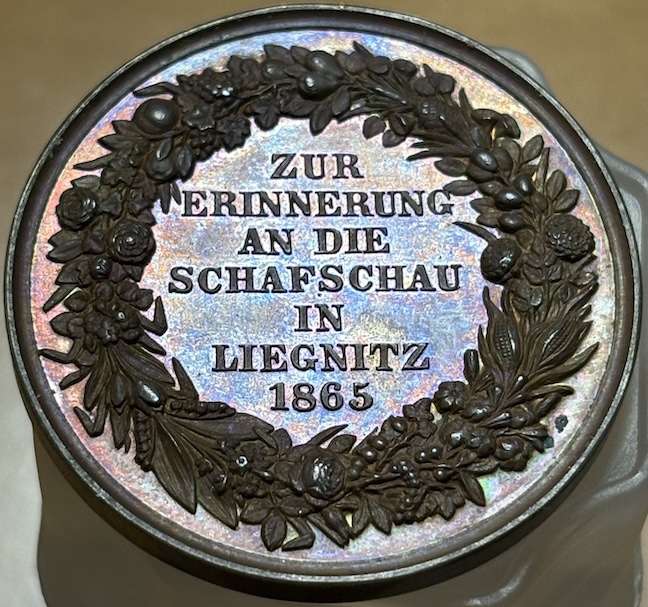 ZUR
ERINNERUNG
AN DIE
SCHAFSCHAU
IN
LIEGNITZ
1865